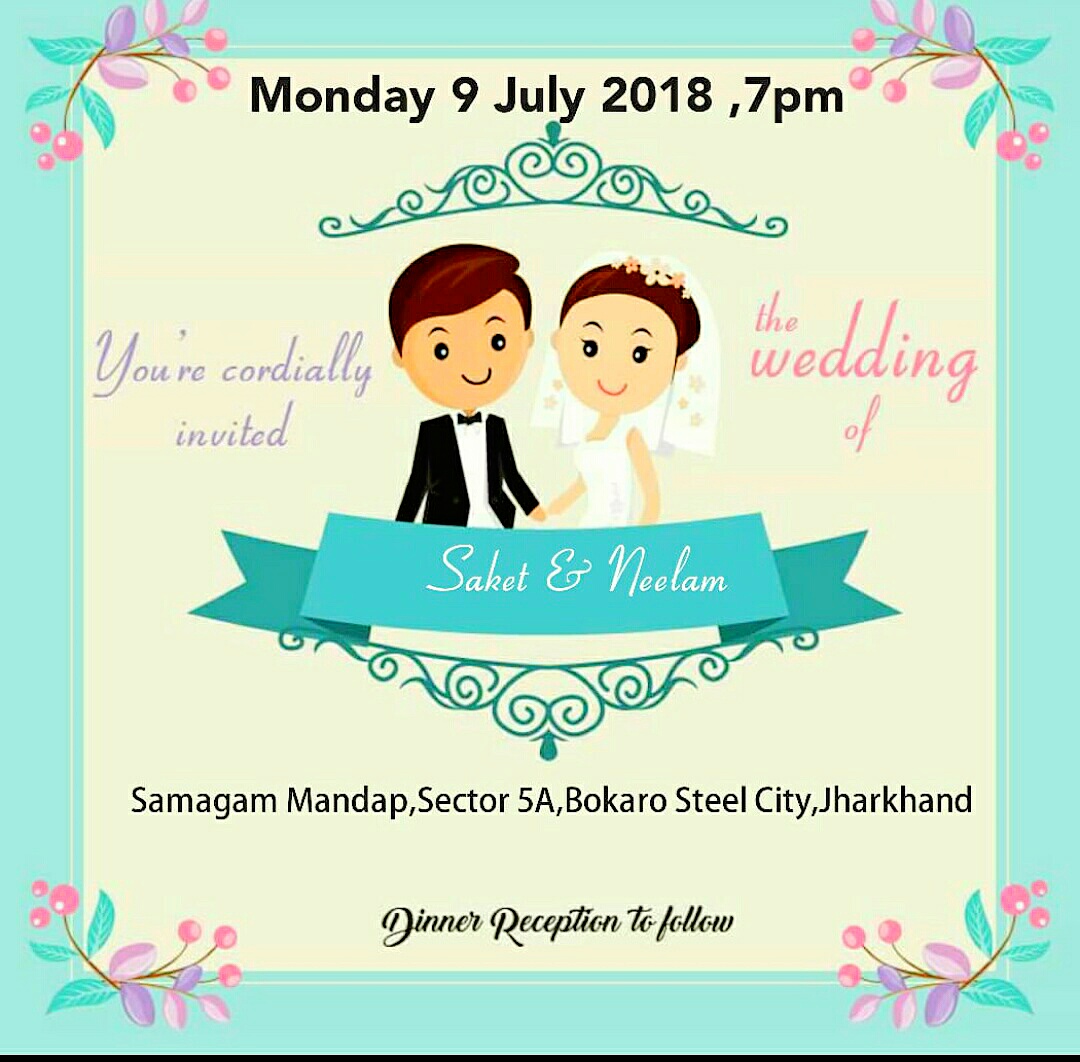 Monday 9 July 2018 ,7pm
You're cordially
invited
the
wedding
of
Saket & Neelam
Samagam Mandap,Sector 5A,Bokaro Steel City,Jharkhand
Dinner Reception to follow